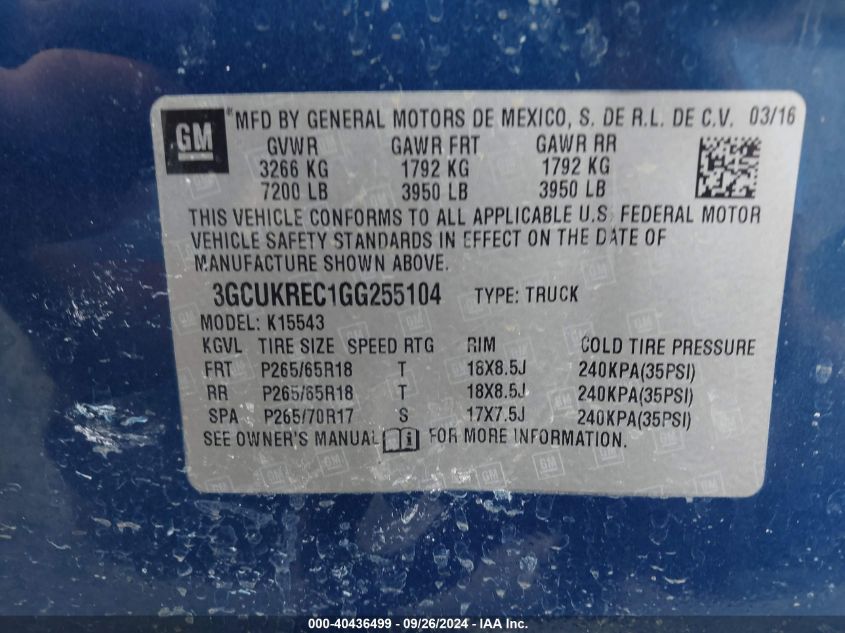 GM ® MFD BY GENERAL MOTORS DE MEXICO, S. DE R.L. DE C.V. 03/16
GVWR GAWR FRT GAWR RR
3266 KG 1792 KG 1792 KG
7200 LB 3950 LB 3950 LB
THIS VEHICLE CONFORMS TO ALL APPLICABLE U.S. FEDERAL MOTOR
VEHICLE SAFETY STANDARDS IN EFFECT ON THE DATE OF
MANUFACTURE SHOWN ABOVE.
3GCUKREC1GG255104 TYPE: TRUCK
MODEL: K15543
KGVL TIRE SIZE SPEED RTG RIM COLD TIRE PRESSURE
FRT P265/65R18 T 18X8.5J 240KPA(35PSI)
RR P265/65R18 T 18X8.5J 240KPA(35PSI)
SPA P265/70R17 S 17X7.5J 240KPA(35PSI)
SEE OWNER'S MANUAL i FOR MORE INFORMATION.
000-40436499 - 09/26/2024 - IAA Inc.